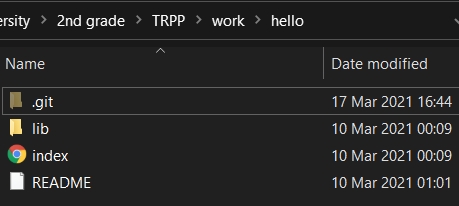 ersity > 2nd grade > TRPP > work > hello
Name Date modified
.git 17 Mar 2021 16:44
lib 10 Mar 2021 00:09
index 10 Mar 2021 00:09
README 10 Mar 2021 01:01